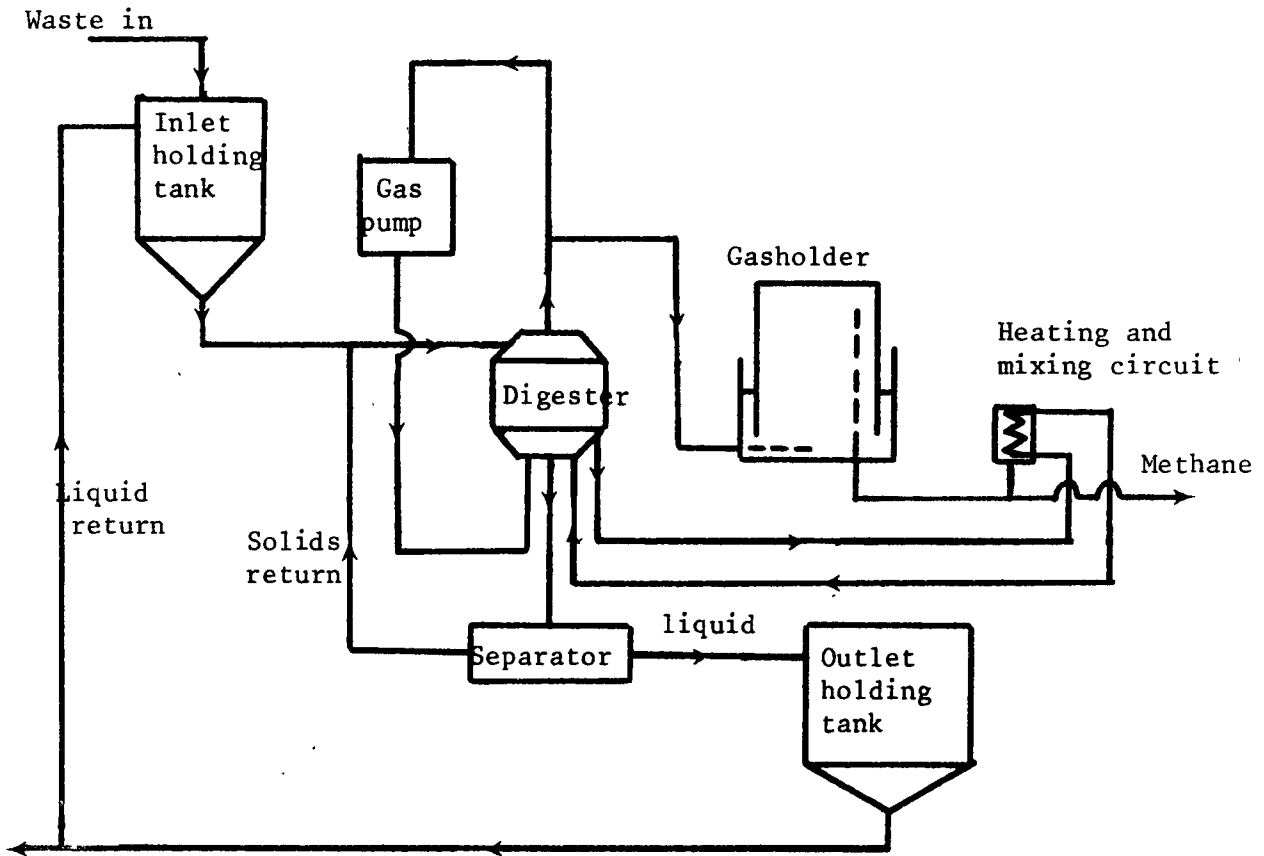 Waste in
Inlet
holding
tank
Gas
pump
Gasholder
Heating and
mixing circuit
Digester
Methane
Liquid
return
Solids
return
liquid
Separator
Outlet
holding
tank